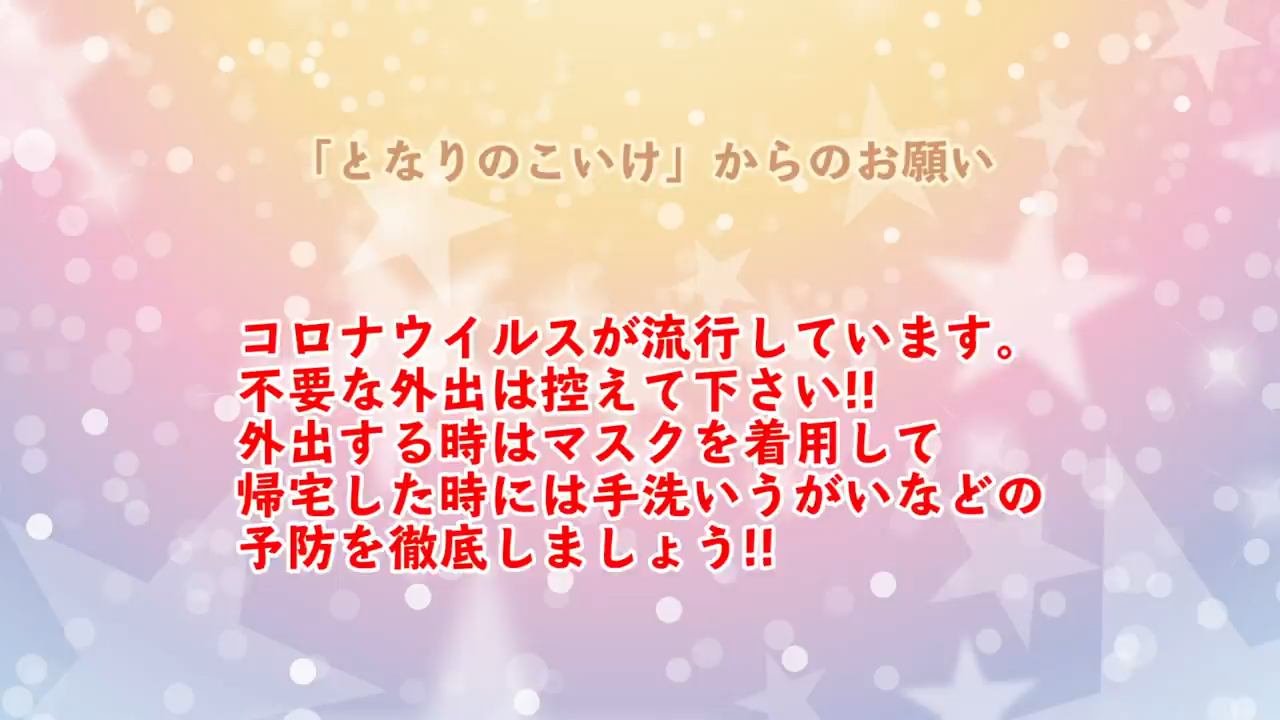 「となりのこいけ」からのお願い
コロナウイルスが流行しています。
不要な外出は控えて下さい!!
外出する時はマスクを着用して
帰宅した時には手洗いうがいなどの
予防を徹底しましょう!!